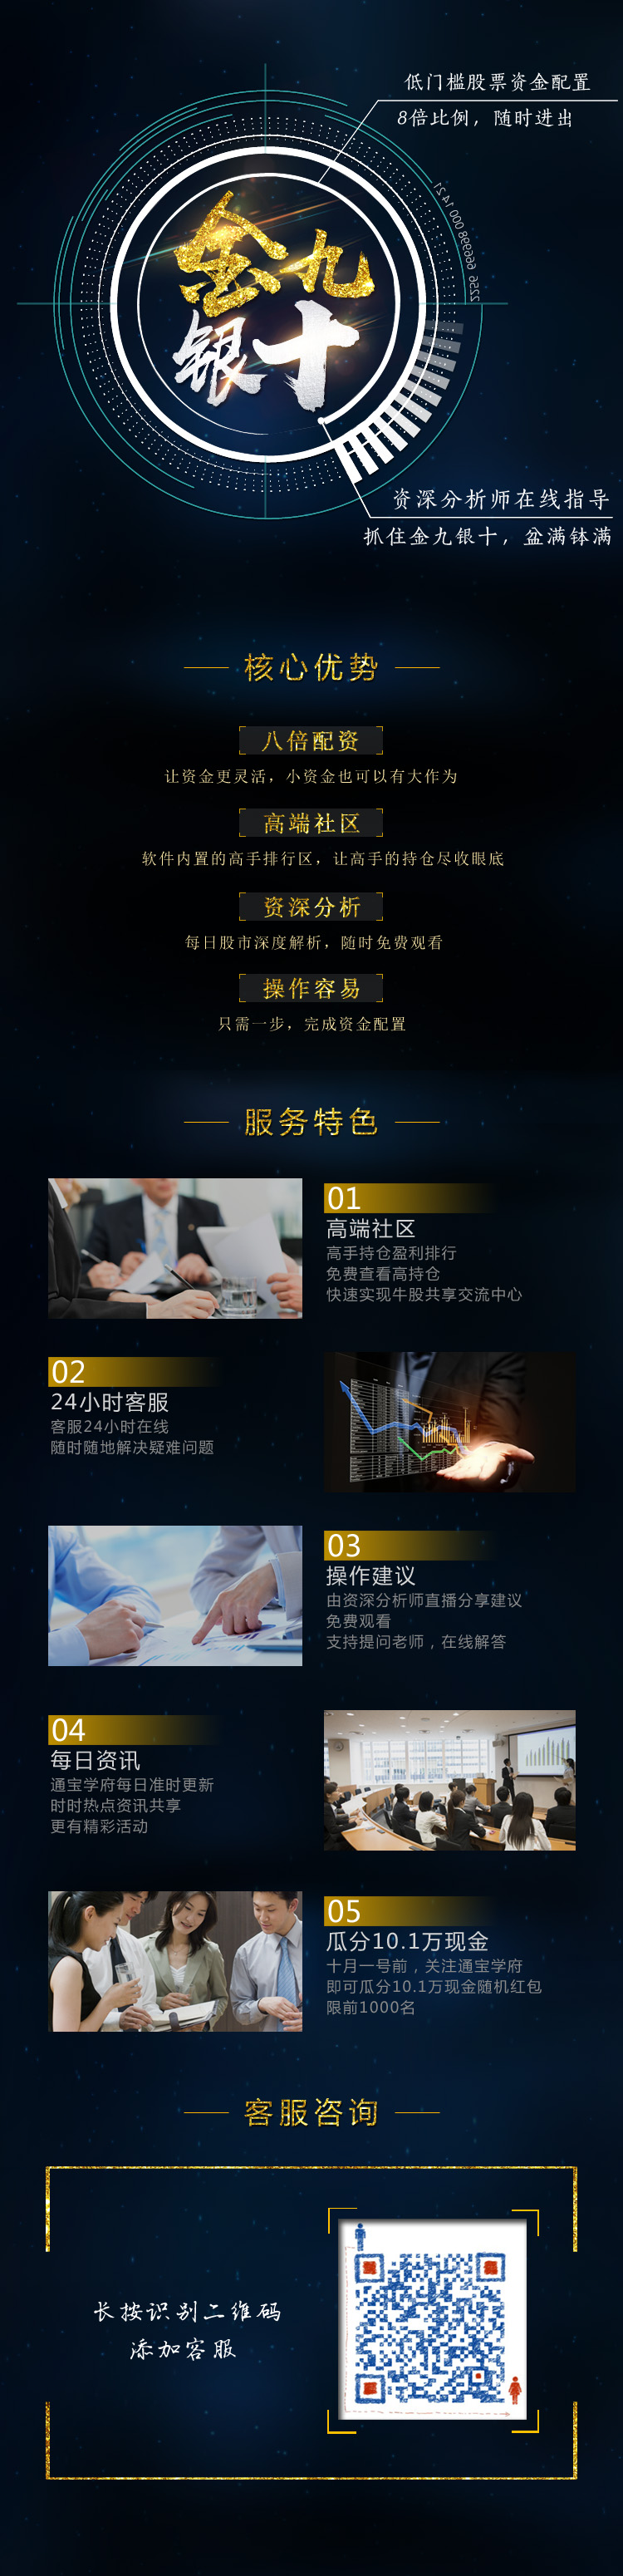 低门槛股票资金配置
8倍比例，随时进出
金九
银十
资深分析师在线指导
抓住金九银十，盆满钵满
核心优势
八倍配资
让资金更灵活，小资金也可以有大作为
高端社区
软件内置的高手排行区，让高手的持仓尽收眼底
资深分析
每日股市深度解析，随时免费观看
操作容易
只需一步，完成资金配置
服务特色
01
高端社区
高手持仓盈利排行
免费查看高持仓
快速实现牛股共享交流中心
02
24小时客服
客服24小时在线
随时随地解决疑难问题
03
操作建议
由资深分析师直播分享建议
免费观看
支持提问老师，在线解答
04
每日资讯
通宝学府每日准时更新
时时热点资讯共享
更有精彩活动
05
瓜分10.1万现金
十月一号前，关注通宝学府
即可瓜分10.1万现金随机红包
限前1000名
客服咨询
长按识别二维码
添加客服